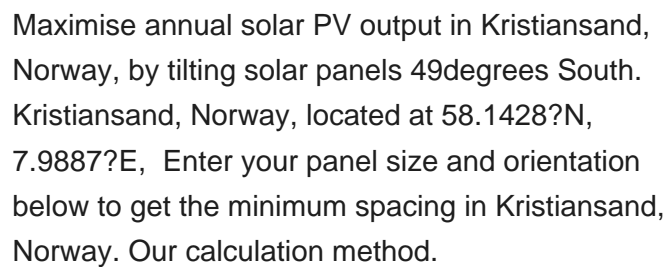 Maximise annual solar PV output in Kristiansand,
Norway, by tilting solar panels 49degrees South.
Kristiansand, Norway, located at 58.1428?N,
7.9887?E, Enter your panel size and orientation
below to get the minimum spacing in Kristiansand,
Norway. Our calculation method.